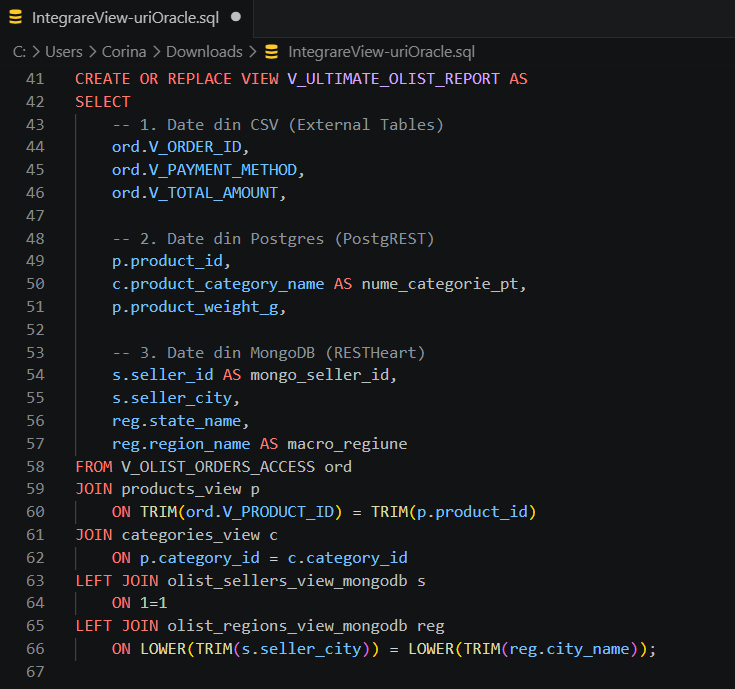 IntegrareView-uriOracle.sql
C: > Users > Corina > Downloads > IntegrareView-uriOracle.sql
41 CREATE OR REPLACE VIEW V_ULTIMATE_OLIST_REPORT AS
42 SELECT
43 -- 1. Date din CSV (External Tables)
44 ord.V_ORDER_ID,
45 ord.V_PAYMENT_METHOD,
46 ord.V_TOTAL_AMOUNT,
47
48 -- 2. Date din Postgres (PostgREST)
49 p.product_id,
50 c.product_category_name AS nume_categorie_pt,
51 p.product_weight_g,
52
53 -- 3. Date din MongoDB (RESTHeart)
54 s.seller_id AS mongo_seller_id,
55 s.seller_city,
56 reg.state_name,
57 reg.region_name AS macro_regiune
58 FROM V_OLIST_ORDERS_ACCESS ord
59 JOIN products_view p
60 ON TRIM(ord.V_PRODUCT_ID) = TRIM(p.product_id)
61 JOIN categories_view c
62 ON p.category_id = c.category_id
63 LEFT JOIN olist_sellers_view_mongodb s
64 ON 1=1
65 LEFT JOIN olist_regions_view_mongodb reg
66 ON LOWER(TRIM(s.seller_city)) = LOWER(TRIM(reg.city_name));
67